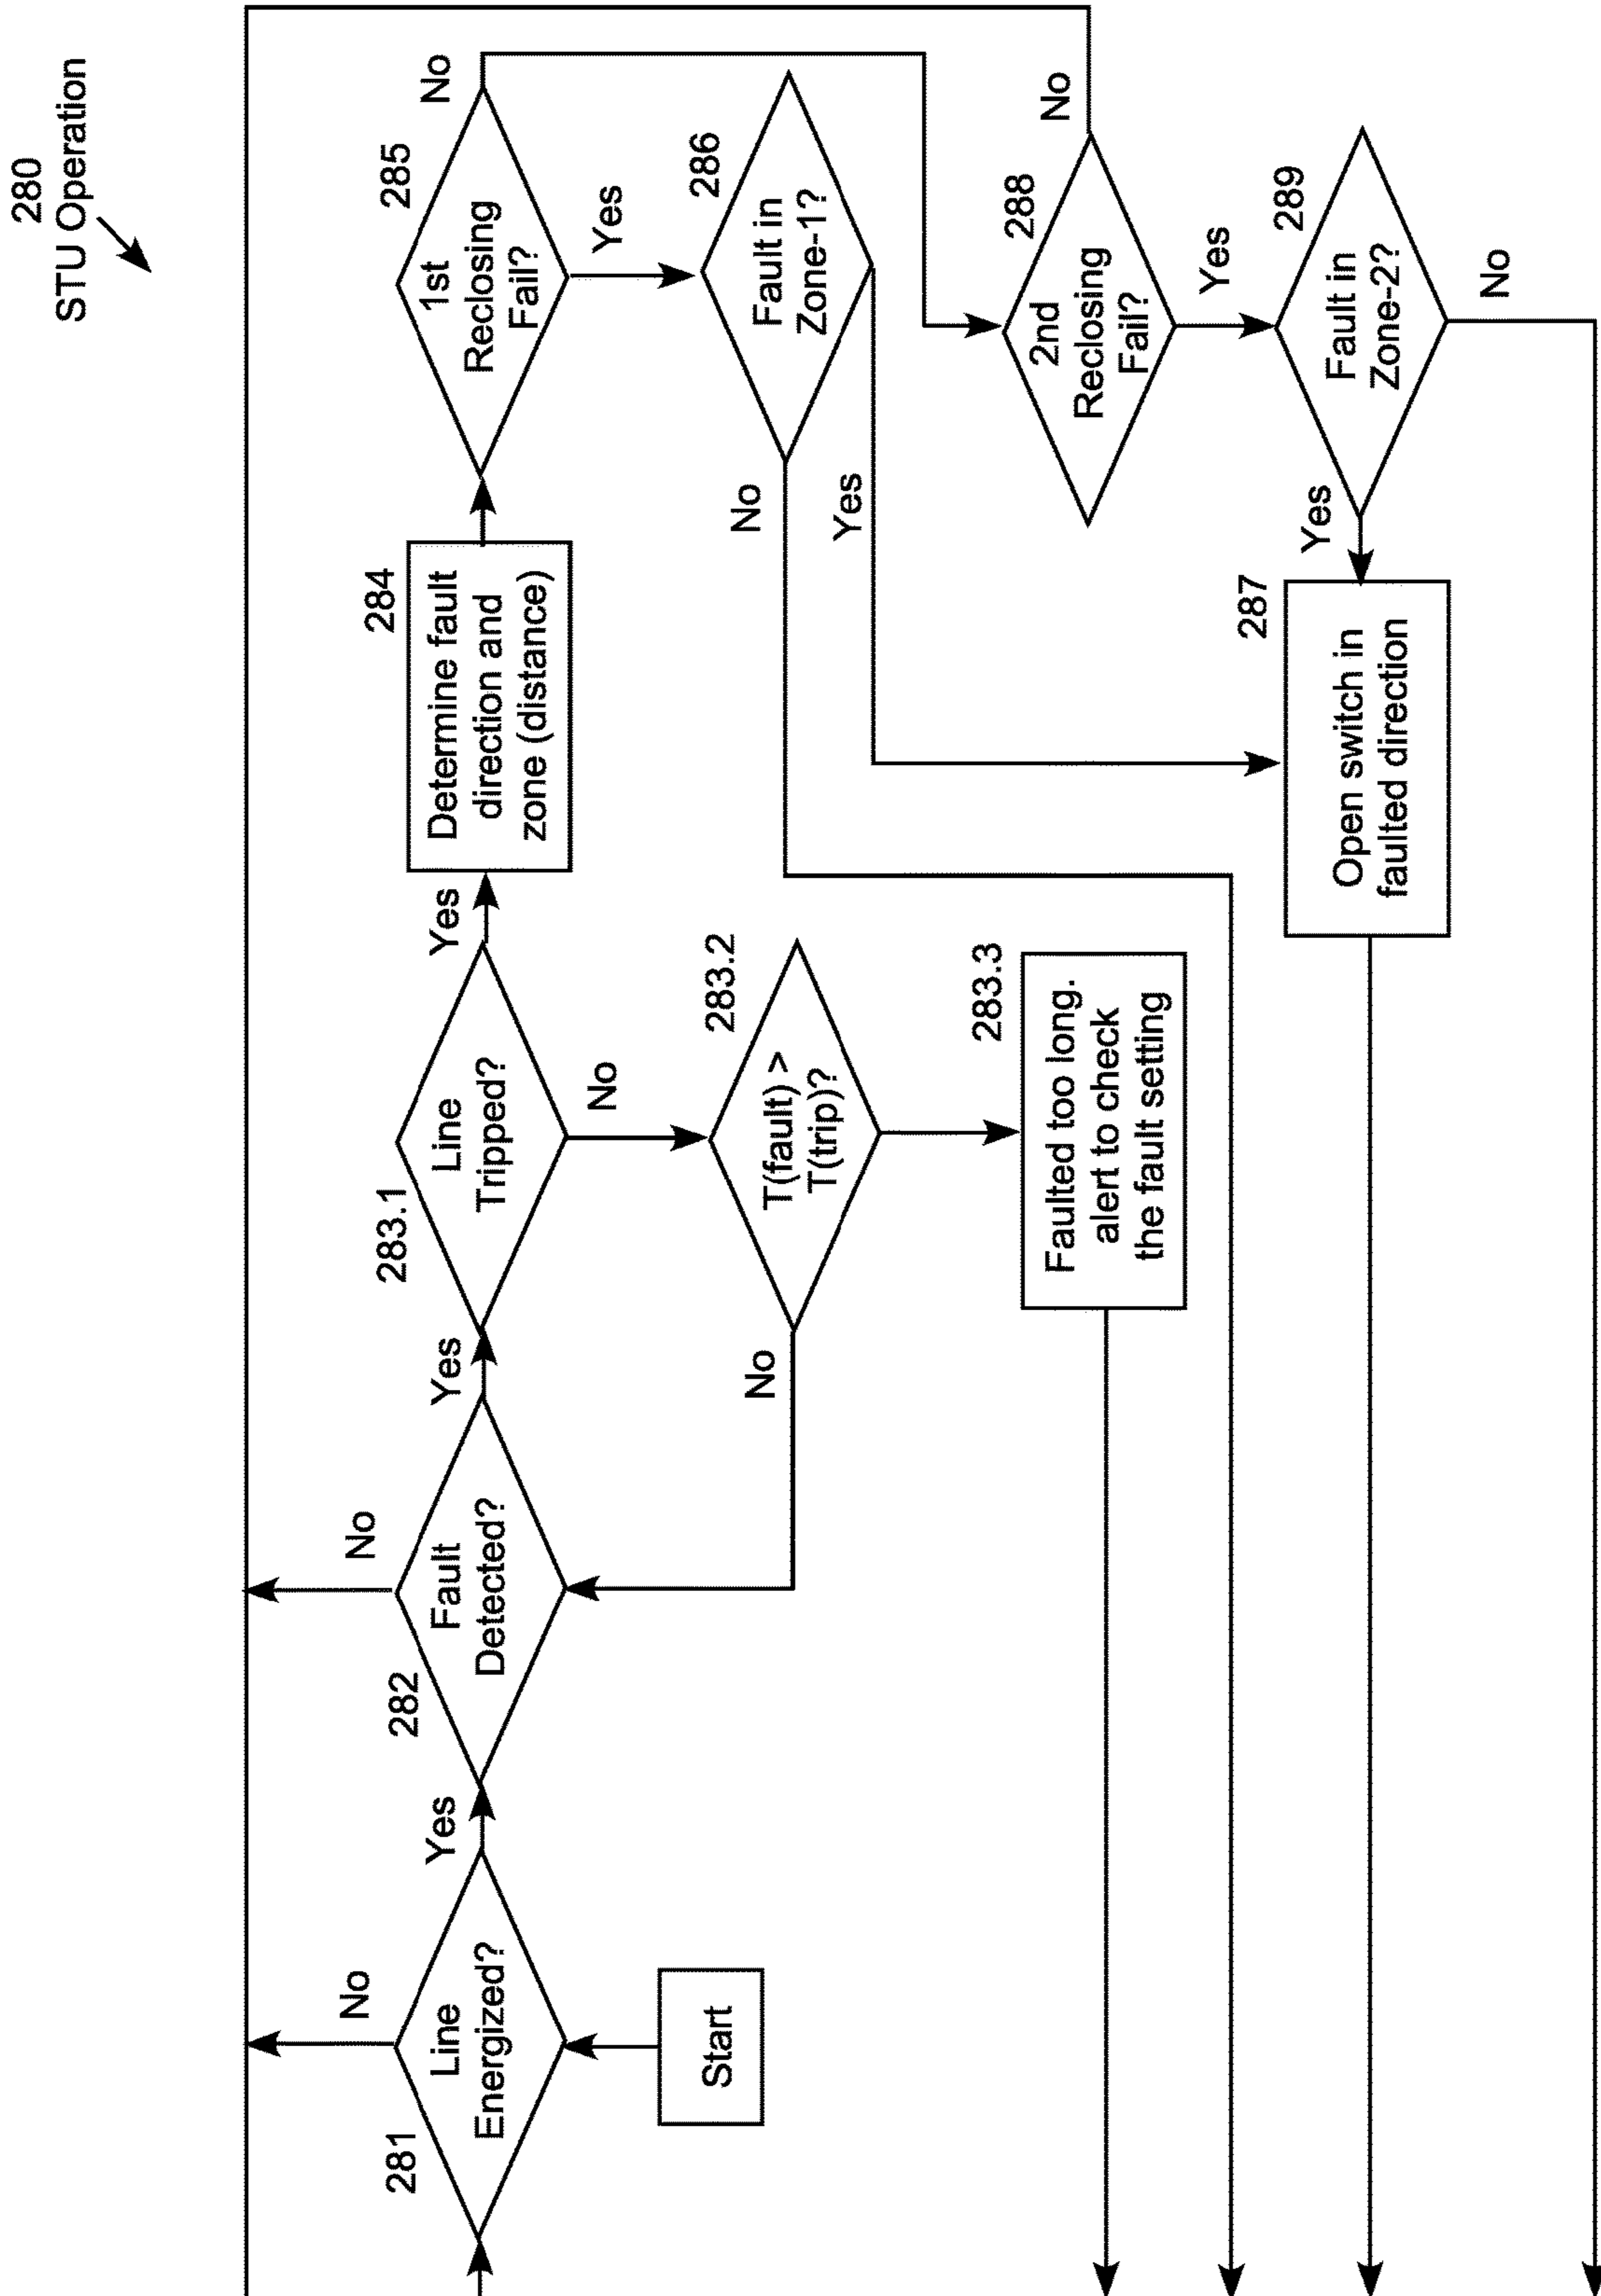 280
STU Operation
281
Line
Energized?
No
Yes
Start
282
Fault
Detected?
No
Yes
283.1
Line
Tripped?
Yes
No
283.2
T(fault) >
T(trip)?
No
283.3
Faulted too long.
alert to check
the fault setting
284
Determine fault
direction and
zone (distance)
285
1st
Reclosing
Fail?
No
Yes
286
Fault in
Zone-1?
No
Yes
288
2nd
Reclosing
Fail?
No
Yes
289
Fault in
Zone-2?
Yes
No
287
Open switch in
faulted direction